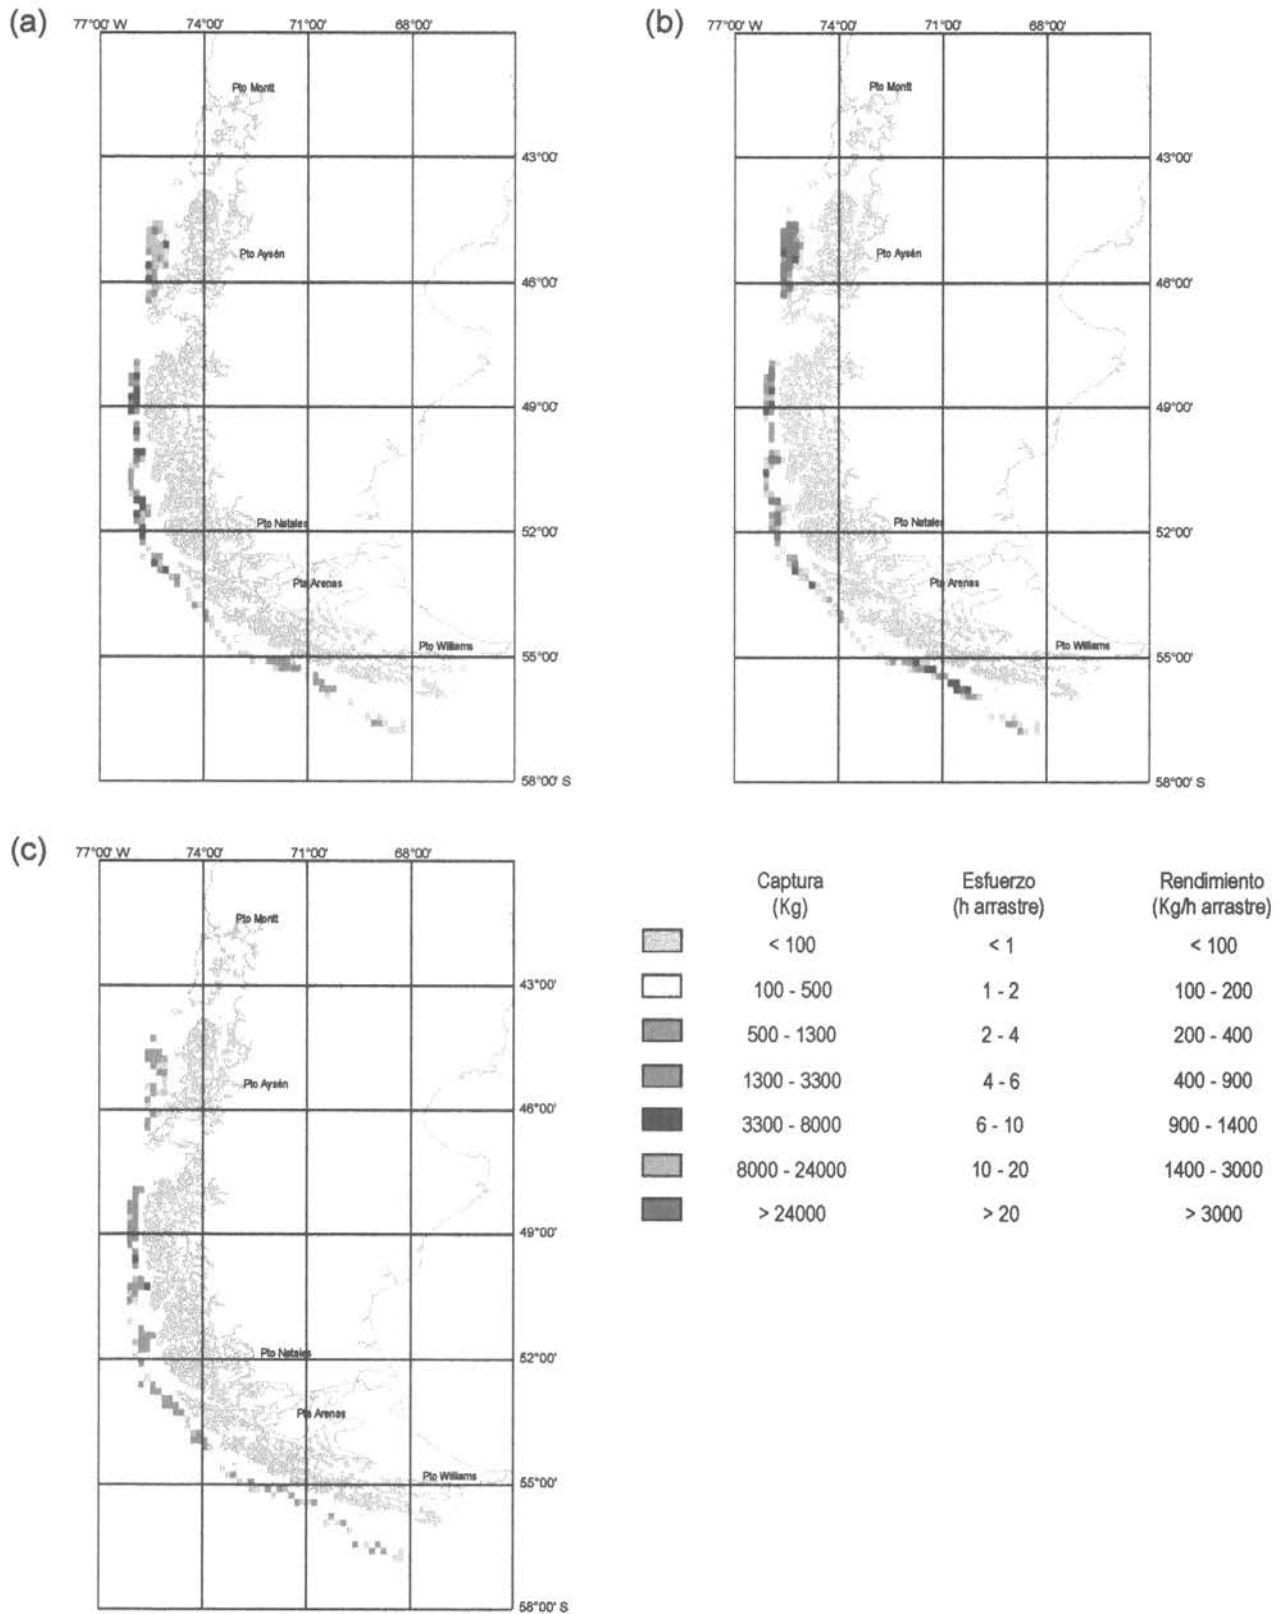 (a)
77°00' W 74°00' 71°00' 68°00'
Pto Montt
43°00'
Pto Aysén
46°00'
49°00'
52°00'
Pto Natales
Pta Arenas
Pto Williams
55°00'
58°00' S
(b)
77°00' W 74°00' 71°00' 68°00'
Pto Montt
43°00'
Pto Aysén
46°00'
49°00'
Pto Natales
52°00'
Pta Arenas
Pto Williams
55°00'
58°00' S
(c)
77°00' W 74°00' 71°00' 68°00'
Pto Montt
43°00'
Pto Aysén
46°00'
49°00'
Pto Natales
52°00'
Pta Arenas
Pto Williams
55°00'
58°00' S
Captura Esfuerzo Rendimiento
(Kg) (h arrastre) (Kg/h arrastre)
< 100 < 1 < 100
100 - 500 1 - 2 100 - 200
500 - 1300 2 - 4 200 - 400
1300 - 3300 4 - 6 400 - 900
3300 - 8000 6 - 10 900 - 1400
8000 - 24000 10 - 20 1400 - 3000
> 24000 > 20 > 3000